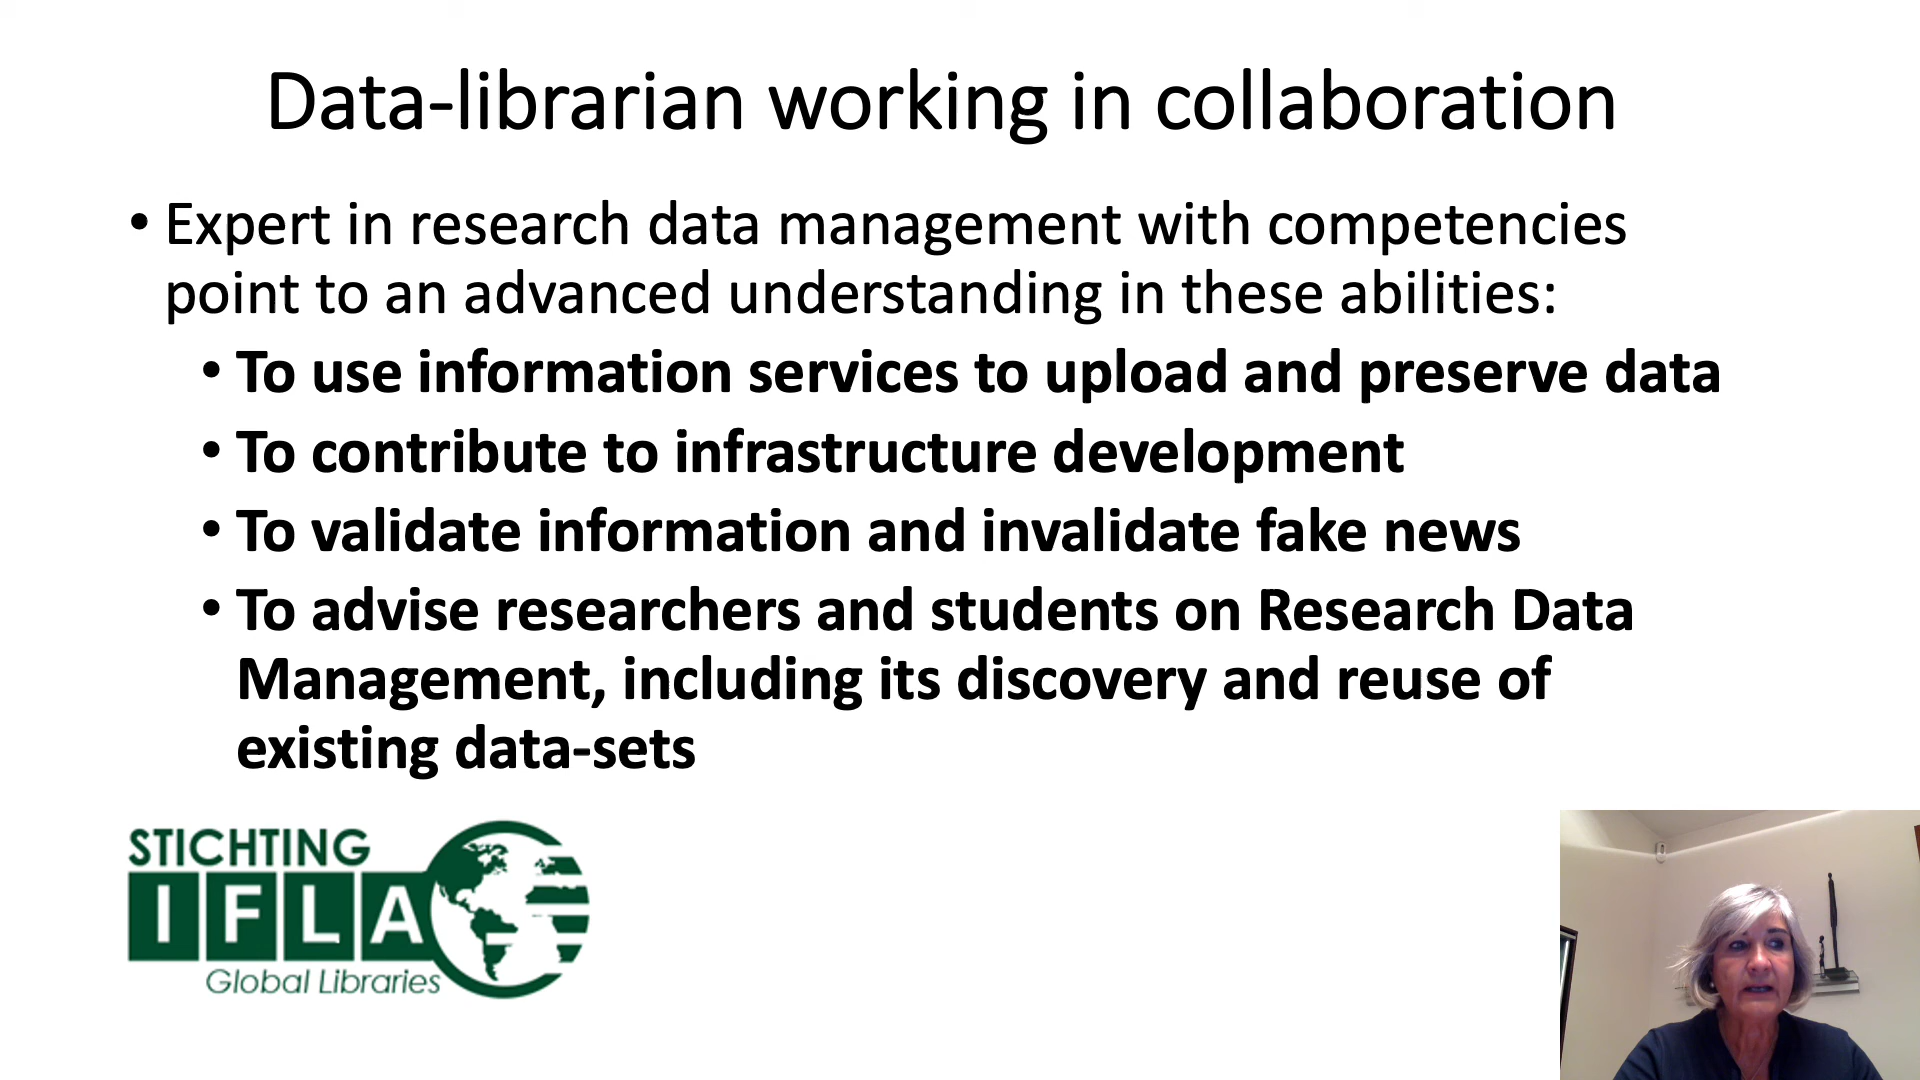 Data-librarian working in collaboration
• Expert in research data management with competencies
point to an advanced understanding in these abilities:
• To use information services to upload and preserve data
• To contribute to infrastructure development
• To validate information and invalidate fake news
• To advise researchers and students on Research Data
Management, including its discovery and reuse of
existing data-sets
STICHTING
IFLA
Global Libraries